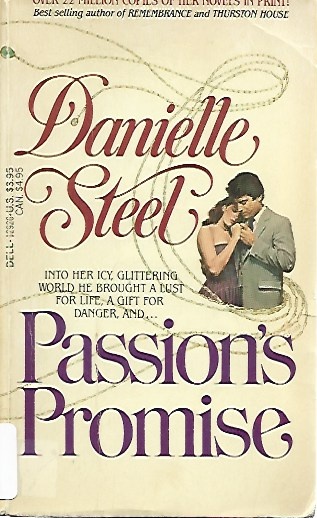 OVER 22 MILLION COPIES OF HER NOVELS IN PRINT!
Best selling author of REMEMBRANCE and THURSTON HOUSE
Danielle
Steel
DELL • 12926 • U.S. $3.95
CAN. $4.95
INTO HER ICY, GLITTERING
WORLD HE BROUGHT A LUST
FOR LIFE, A GIFT FOR
DANGER, AND...
Passion's
Promise